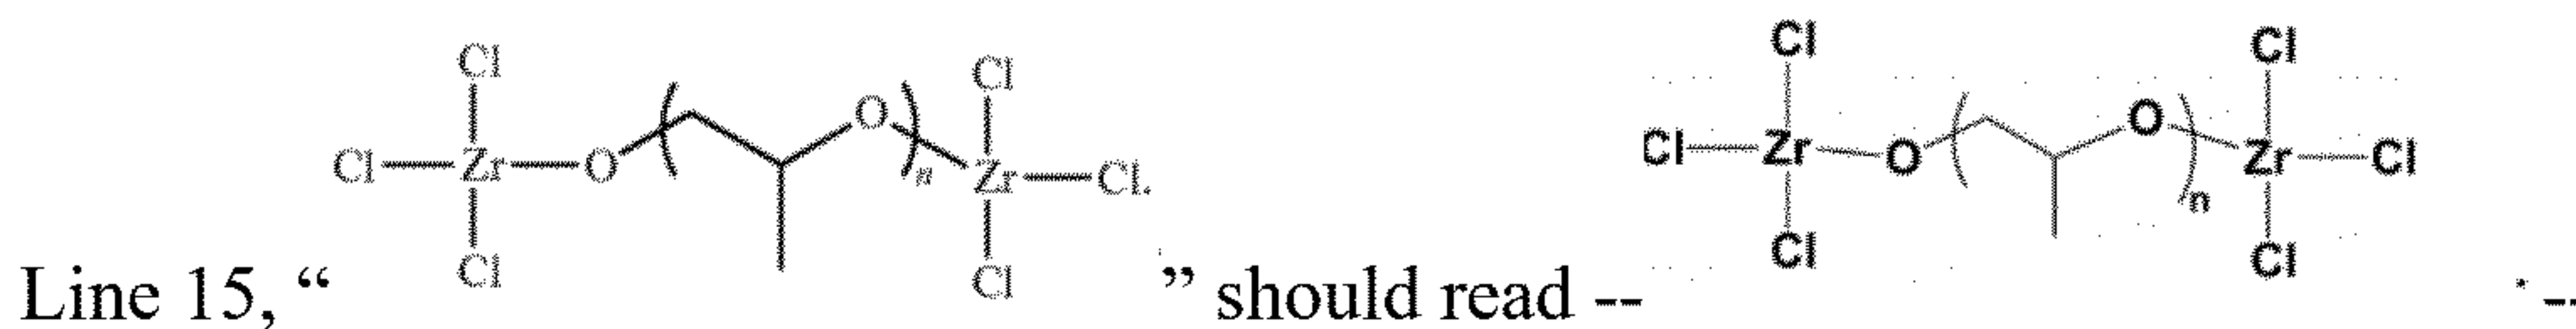 Cl Cl Cl Cl
Cl Zr O O n Zr Cl. Cl Zr O O n Zr Cl
Cl Cl Cl Cl
Line 15, “ ” should read -- . --